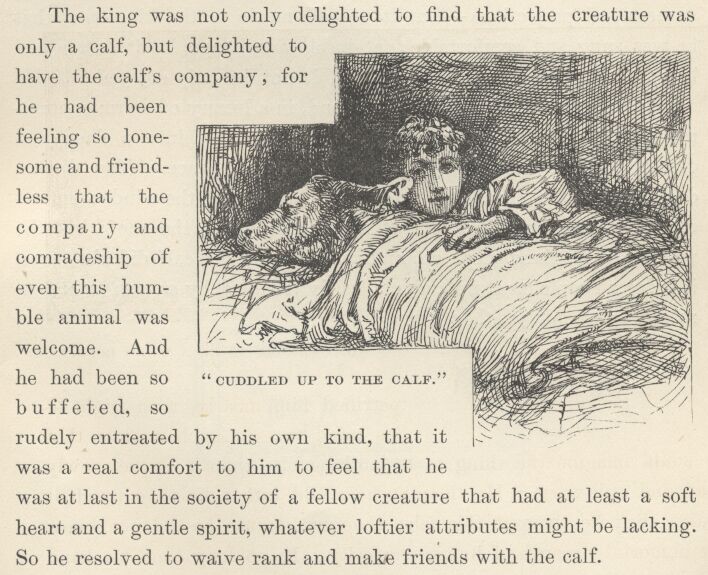 The king was not only delighted to find that the creature was
only a calf, but delighted to
have the calf's company; for
he had been
feeling so lone-
some and friend-
less that the
company and
comradeship of
even this hum-
ble animal was
welcome. And
he had been so
buffeted, so
rudely entreated by his own kind, that it
was a real comfort to him to feel that he
was at last in the society of a fellow creature that had at least a soft
heart and a gentle spirit, whatever loftier attributes might be lacking.
So he resolved to waive rank and make friends with the calf.
"CUDDLED UP TO THE CALF."